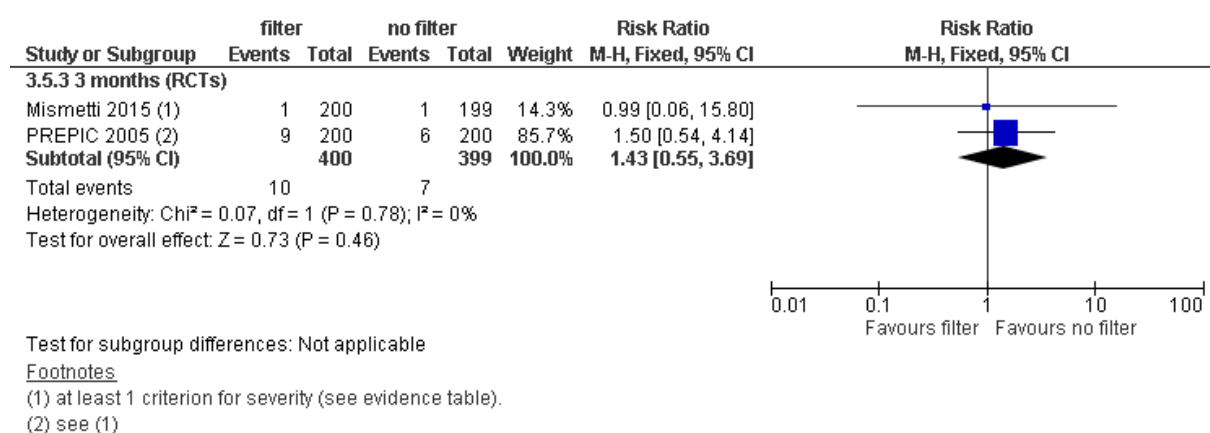 filter no filter Risk Ratio Risk Ratio
Study or Subgroup Events Total Events Total Weight M-H, Fixed, 95% CI M-H, Fixed, 95% CI
3.5.3 3 months (RCTs)
Mismetti 2015 (1) 1 200 1 199 14.3% 0.99 [0.06, 15.80]
PREPIC 2005 (2) 9 200 6 200 85.7% 1.50 [0.54, 4.14]
Subtotal (95% CI) 400 399 100.0% 1.43 [0.55, 3.69]
Total events 10 7
Heterogeneity: Chi² = 0.07, df = 1 (P = 0.78); I² = 0%
Test for overall effect: Z = 0.73 (P = 0.46)
0.01 0.1 1 10 100
Favours filter Favours no filter
Test for subgroup differences: Not applicable
Footnotes
(1) at least 1 criterion for severity (see evidence table).
(2) see (1)